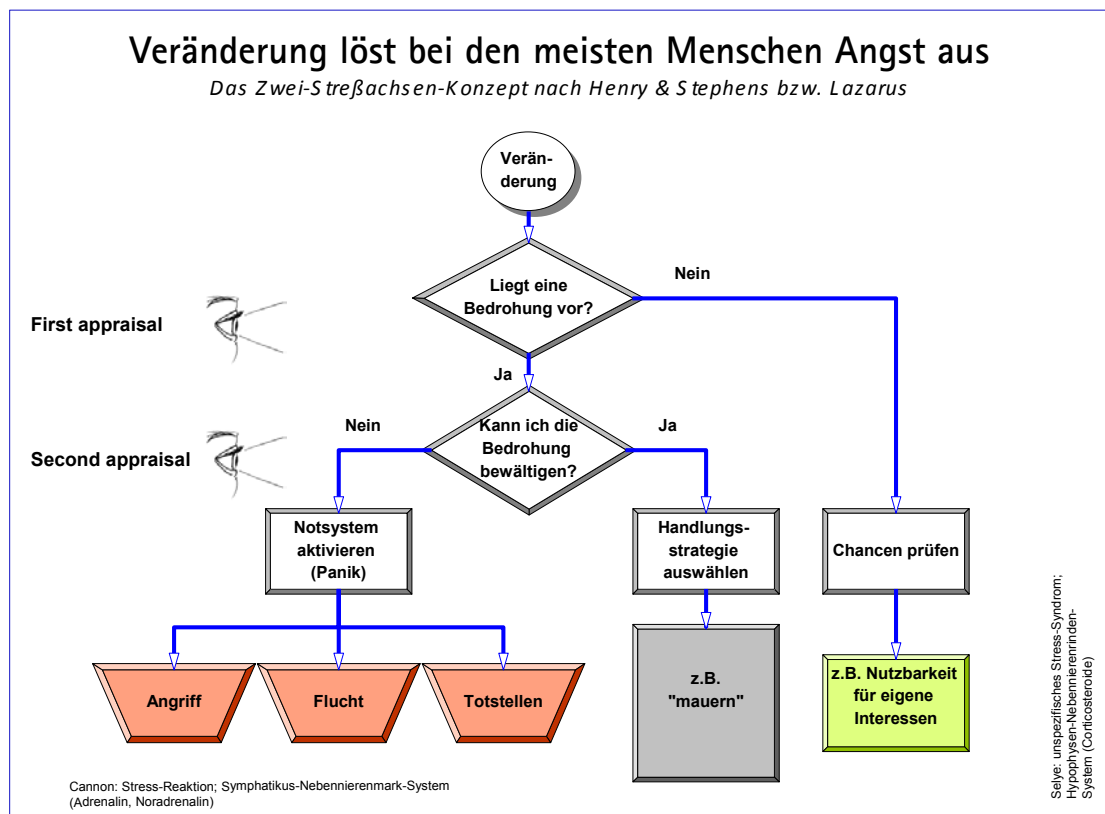 Veränderung löst bei den meisten Menschen Angst aus
Das Zwei-Streßachsen-Konzept nach Henry & Stephens bzw. Lazarus
Verän-
derung
Liegt eine
Bedrohung vor?
Nein
First appraisal
Ja
Kann ich die
Bedrohung
bewältigen?
Nein
Ja
Second appraisal
Notsystem
aktivieren
(Panik)
Handlungs-
strategie
auswählen
Chancen prüfen
Angriff
Flucht
Totstellen
z.B.
"mauern"
z.B. Nutzbarkeit
für eigene
Interessen
Cannon: Stress-Reaktion; Symphatikus-Nebennierenmark-System
(Adrenalin, Noradrenalin)
Selye: unspezifisches Stress-Syndrom;
Hypophysen-Nebennierenrinden-
System (Corticosteroide)